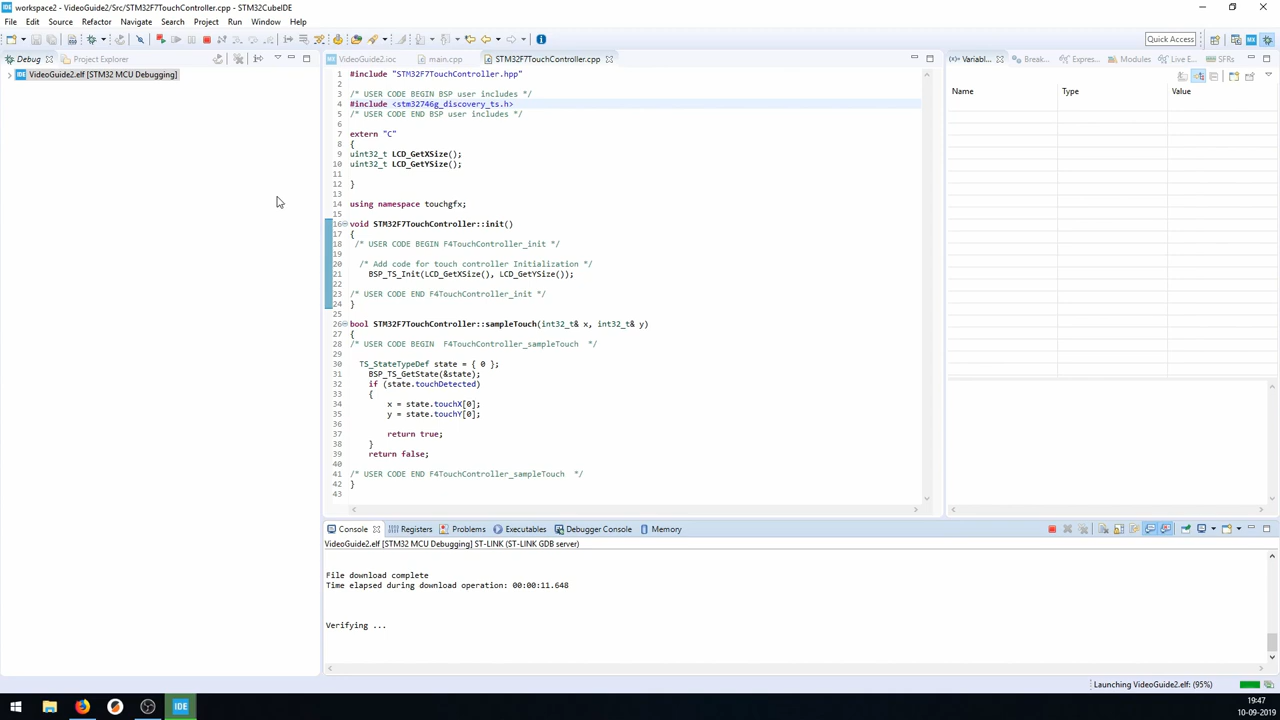 workspace2 - VideoGuide2/Src/STM32F7TouchController.cpp - STM32CubeIDE
File Edit Source Refactor Navigate Search Project Run Window Help
Quick Access
Debug Project Explorer
VideoGuide2.elf [STM32 MCU Debugging]
VideoGuide2.ioc main.cpp STM32F7TouchController.cpp
1 #include "STM32F7TouchController.hpp"
2
3 /* USER CODE BEGIN BSP user includes */
4 #include <stm32746g_discovery_ts.h>
5 /* USER CODE END BSP user includes */
6
7 extern "C"
8 {
9 uint32_t LCD_GetXSize();
10 uint32_t LCD_GetYSize();
11
12 }
13
14 using namespace touchgfx;
15
16 void STM32F7TouchController::init()
17 {
18 /* USER CODE BEGIN F4TouchController_init */
19
20 /* Add code for touch controller Initialization */
21 BSP_TS_Init(LCD_GetXSize(), LCD_GetYSize());
22
23 /* USER CODE END F4TouchController_init */
24 }
25
26 bool STM32F7TouchController::sampleTouch(int32_t& x, int32_t& y)
27 {
28 /* USER CODE BEGIN F4TouchController_sampleTouch */
29
30 TS_StateTypeDef state = { 0 };
31 BSP_TS_GetState(&state);
32 if (state.touchDetected)
33 {
34 x = state.touchX[0];
35 y = state.touchY[0];
36
37 return true;
38 }
39 return false;
40
41 /* USER CODE END F4TouchController_sampleTouch */
42 }
43
Variabl... Break... Expres... Modules Live E... SFRs
Name Type Value
Console Registers Problems Executables Debugger Console Memory
VideoGuide2.elf [STM32 MCU Debugging] ST-LINK (ST-LINK GDB server)
File download complete
Time elapsed during download operation: 00:00:11.648
Verifying ...
Launching VideoGuide2.elf: (95%)
IDE
19:47
10-09-2019